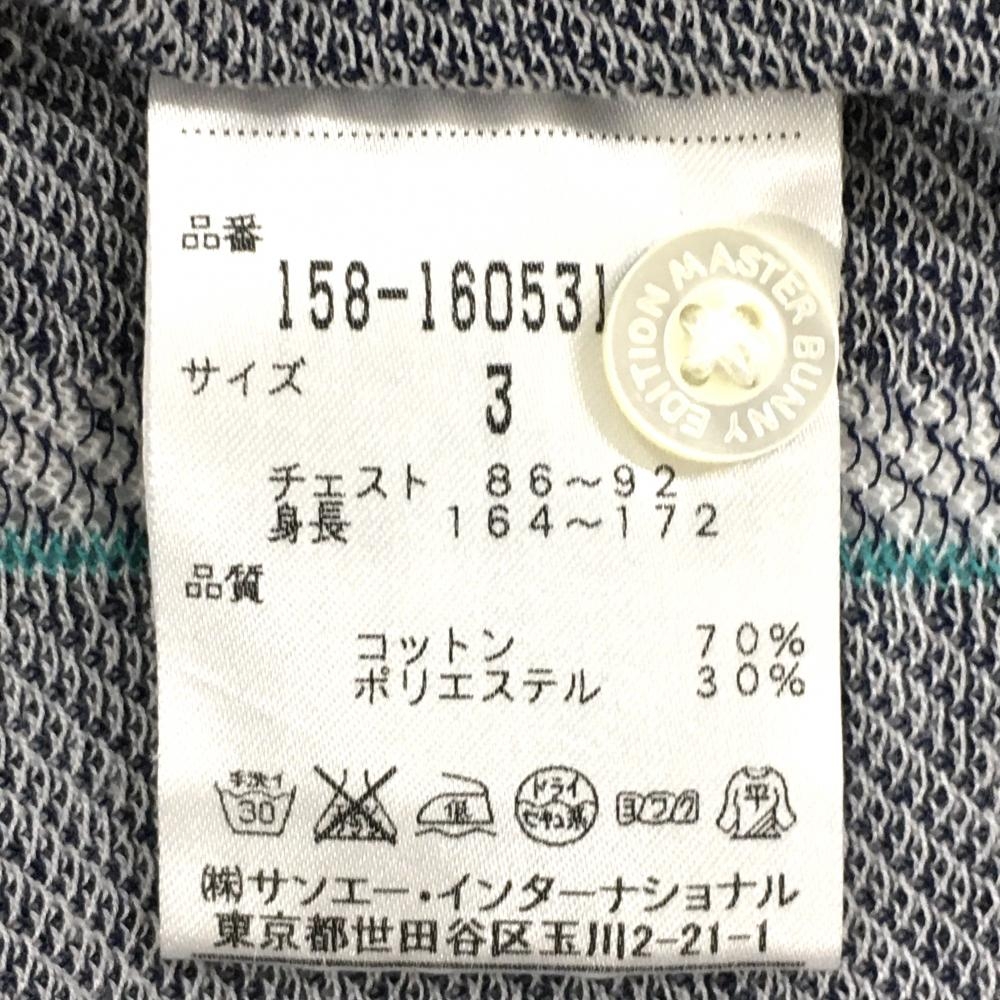 品番
158-160531
MASTER BUNNY EDITION
サイズ 3
チェスト 86~92
身長 164~172
品質
コットン 70%
ポリエステル 30%
手洗イ
30
低
ドライ
セキユ系
ヨワク
平
㈱サンエー・インターナショナル
東京都世田谷区玉川2-21-1